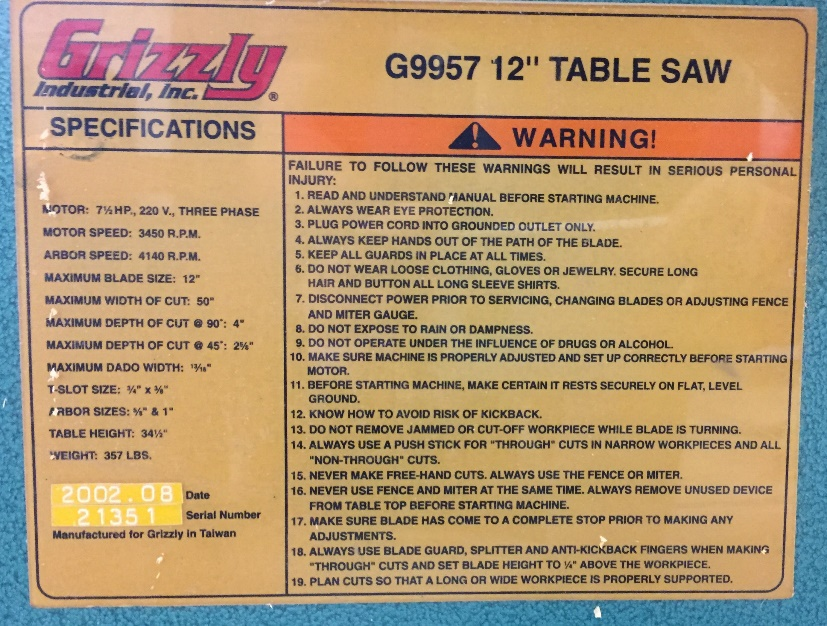 Grizzly
Industrial, Inc.®
G9957 12" TABLE SAW
SPECIFICATIONS
MOTOR: 7½ HP., 220 V., THREE PHASE
MOTOR SPEED: 3450 R.P.M.
ARBOR SPEED: 4140 R.P.M.
MAXIMUM BLADE SIZE: 12"
MAXIMUM WIDTH OF CUT: 50"
MAXIMUM DEPTH OF CUT @ 90°: 4"
MAXIMUM DEPTH OF CUT @ 45°:
MAXIMUM DADO WIDTH: ¹³⁄₁₆"
T-SLOT SIZE: ¾" x ⅜"
ARBOR SIZES: ⅝" & 1"
TABLE HEIGHT: 34½"
WEIGHT: 357 LBS.
2002.08 Date
21351 Serial Number
Manufactured for Grizzly in Taiwan
WARNING!
FAILURE TO FOLLOW THESE WARNINGS WILL RESULT IN SERIOUS PERSONAL
INJURY:
1. READ AND UNDERSTAND MANUAL BEFORE STARTING MACHINE.
2. ALWAYS WEAR EYE PROTECTION.
3. PLUG POWER CORD INTO GROUNDED OUTLET ONLY.
4. ALWAYS KEEP HANDS OUT OF THE PATH OF THE BLADE.
5. KEEP ALL GUARDS IN PLACE AT ALL TIMES.
6. DO NOT WEAR LOOSE CLOTHING, GLOVES OR JEWELRY. SECURE LONG
HAIR AND BUTTON ALL LONG SLEEVE SHIRTS.
7. DISCONNECT POWER PRIOR TO SERVICING, CHANGING BLADES OR ADJUSTING FENCE
AND MITER GAUGE.
8. DO NOT EXPOSE TO RAIN OR DAMPNESS.
9. DO NOT OPERATE UNDER THE INFLUENCE OF DRUGS OR ALCOHOL.
10. MAKE SURE MACHINE IS PROPERLY ADJUSTED AND SET UP CORRECTLY BEFORE STARTING
MOTOR.
11. BEFORE STARTING MACHINE, MAKE CERTAIN IT RESTS SECURELY ON FLAT, LEVEL
GROUND.
12. KNOW HOW TO AVOID RISK OF KICKBACK.
13. DO NOT REMOVE JAMMED OR CUT-OFF WORKPIECE WHILE BLADE IS TURNING.
14. ALWAYS USE A PUSH STICK FOR "THROUGH" CUTS IN NARROW WORKPIECES AND ALL
"NON-THROUGH" CUTS.
15. NEVER MAKE FREE-HAND CUTS. ALWAYS USE THE FENCE OR MITER.
16. NEVER USE FENCE AND MITER AT THE SAME TIME. ALWAYS REMOVE UNUSED DEVICE
FROM TABLE TOP BEFORE STARTING MACHINE.
17. MAKE SURE BLADE HAS COME TO A COMPLETE STOP PRIOR TO MAKING ANY
ADJUSTMENTS.
18. ALWAYS USE BLADE GUARD, SPLITTER AND ANTI-KICKBACK FINGERS WHEN MAKING
"THROUGH" CUTS AND SET BLADE HEIGHT TO ¼" ABOVE THE WORKPIECE.
19. PLAN CUTS SO THAT A LONG OR WIDE WORKPIECE IS PROPERLY SUPPORTED.